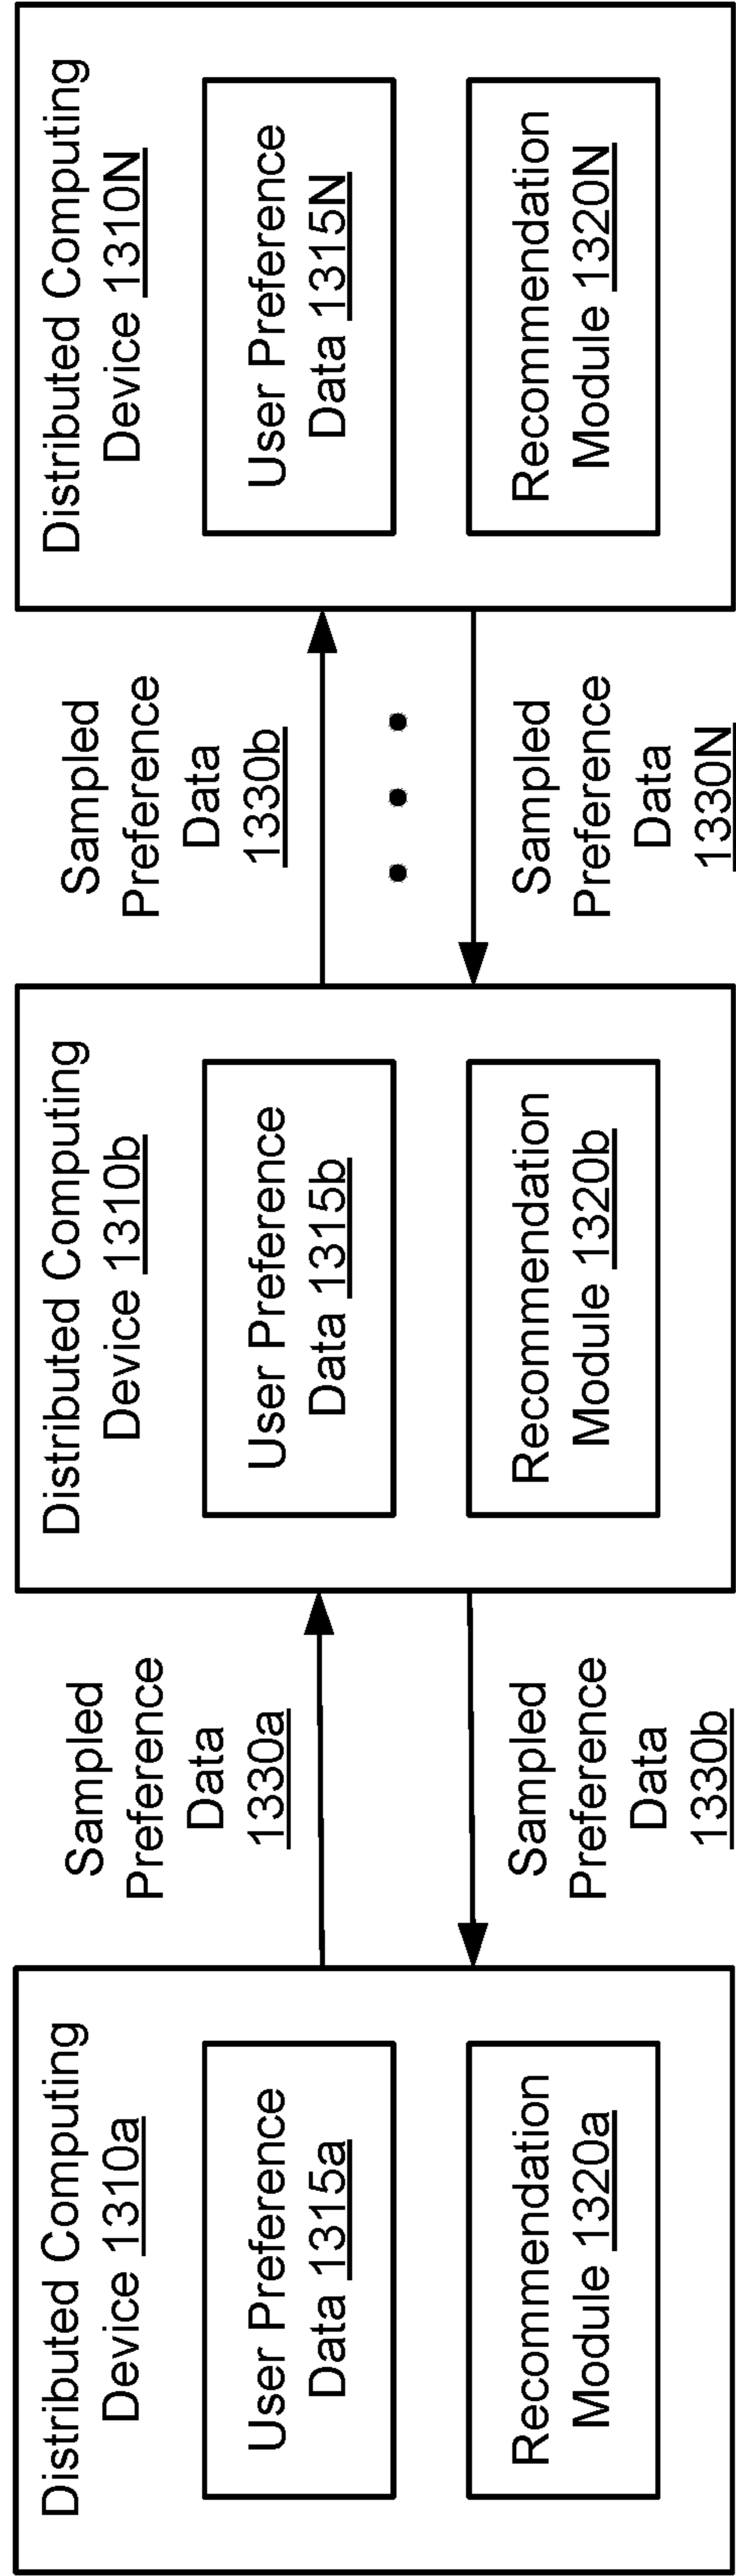 Distributed Computing
Device 1310a
User Preference
Data 1315a
Recommendation
Module 1320a
Sampled
Preference
Data
1330a
Sampled
Preference
Data
1330b
Distributed Computing
Device 1310b
User Preference
Data 1315b
Recommendation
Module 1320b
Sampled
Preference
Data
1330b
Sampled
Preference
Data
1330N
Distributed Computing
Device 1310N
User Preference
Data 1315N
Recommendation
Module 1320N